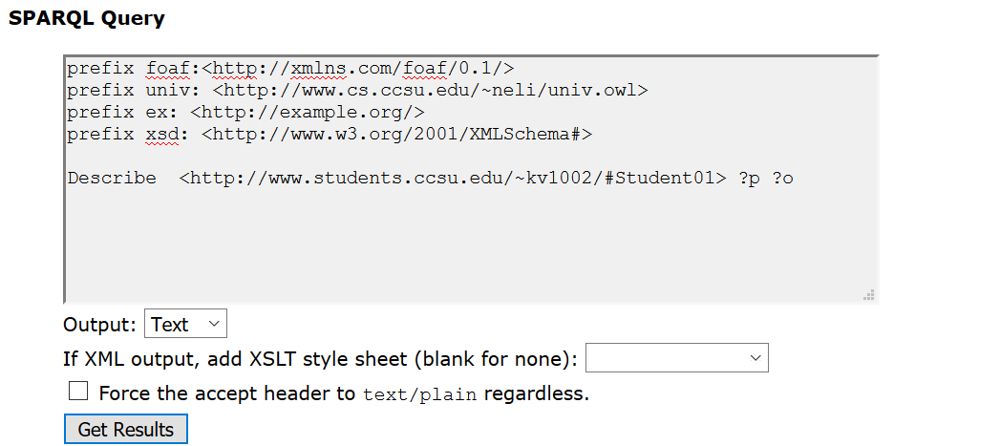 SPARQL Query
prefix foaf:<http://xmlns.com/foaf/0.1/>
prefix univ: <http://www.cs.ccsu.edu/~neli/univ.owl>
prefix ex: <http://example.org/>
prefix xsd: <http://www.w3.org/2001/XMLSchema#>
Describe  <http://www.students.ccsu.edu/~kv1002/#Student01> ?p ?o
Output: Text
If XML output, add XSLT style sheet (blank for none):
Force the accept header to text/plain regardless.
Get Results